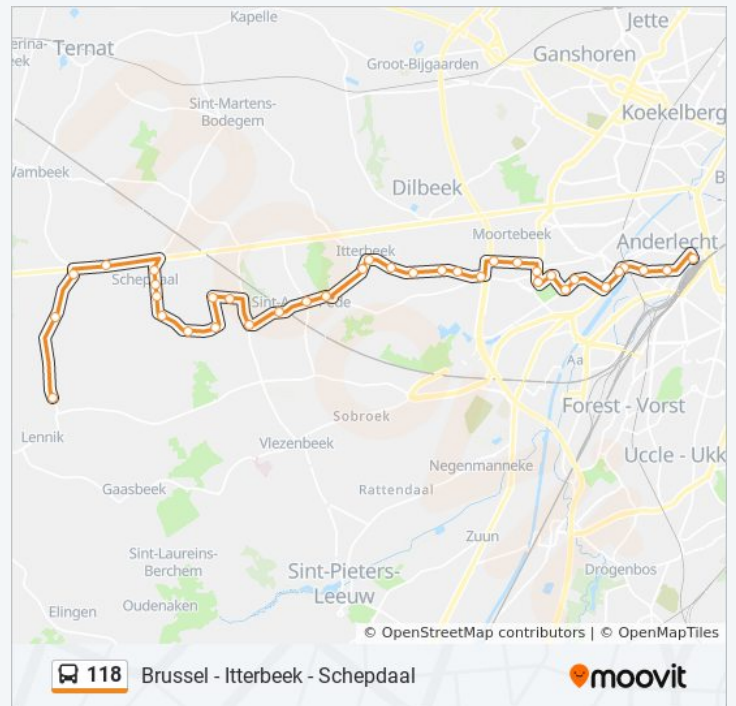 Kapelle
Jette
Ternat
Ganshoren
Groot-Bijgaarden
Sint-Martens-
Bodegem
Koekelberg
Wambeek
Dilbeek
Moortebeek
Anderlecht
Itterbeek
Schepdaal
Aa
Forest - Vorst
Sobroek
Lennik
Vlezenbeek
Uccle - Ukk
Negenmanneke
Gaasbeek
Rattendaal
Zuun
Sint-Laureins-
Berchem
Sint-Pieters-
Leeuw
Drogenbos
Oudenaken
Elingen
© OpenStreetMap contributors | © OpenMapTiles
118 Brussel - Itterbeek - Schepdaal
moovit